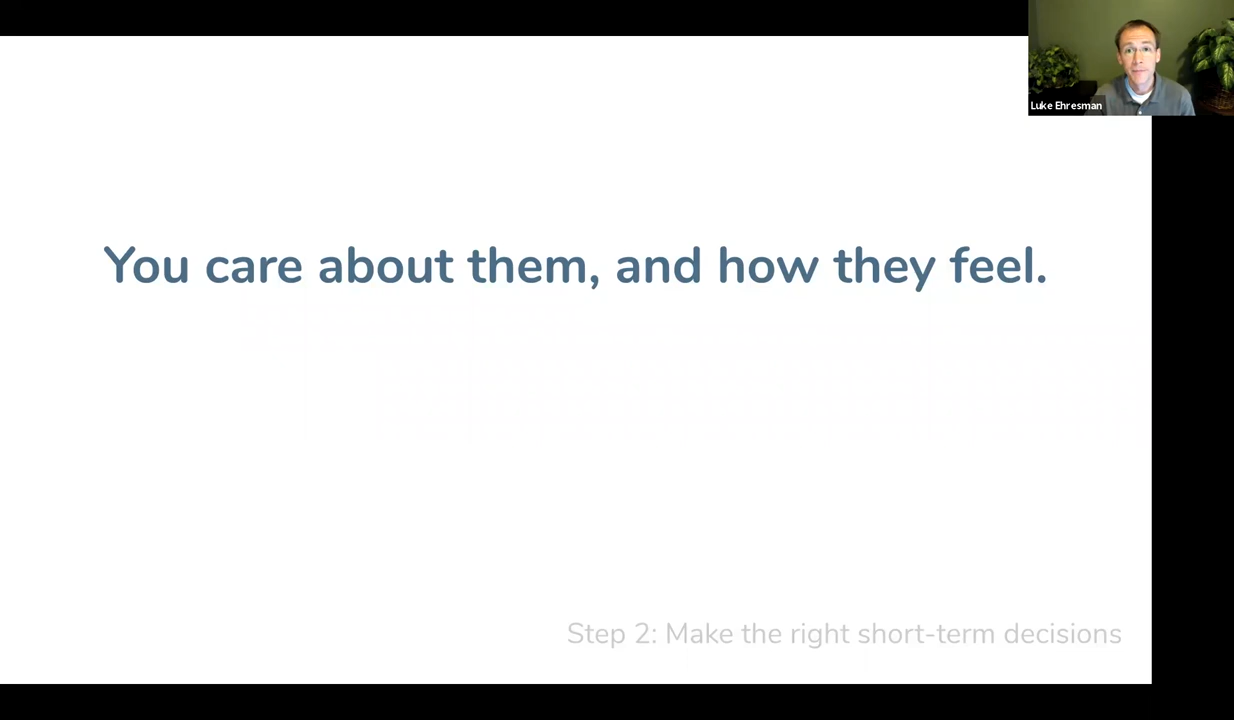 Luke Ehresman
You care about them, and how they feel.
Step 2: Make the right short-term decisions